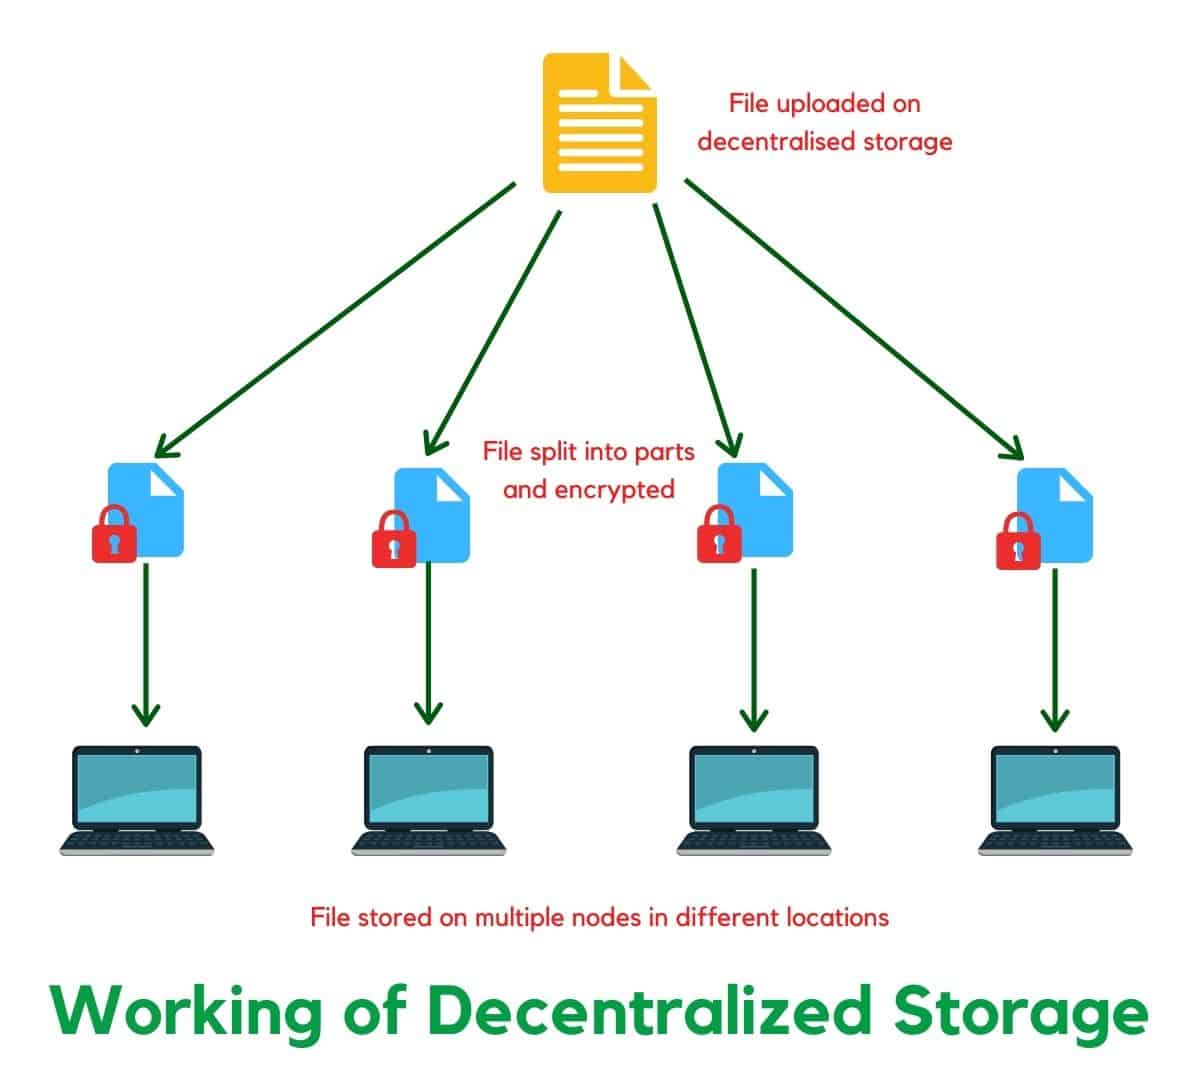 File uploaded on
decentralised storage
File split into parts
and encrypted
File stored on multiple nodes in different locations
Working of Decentralized Storage